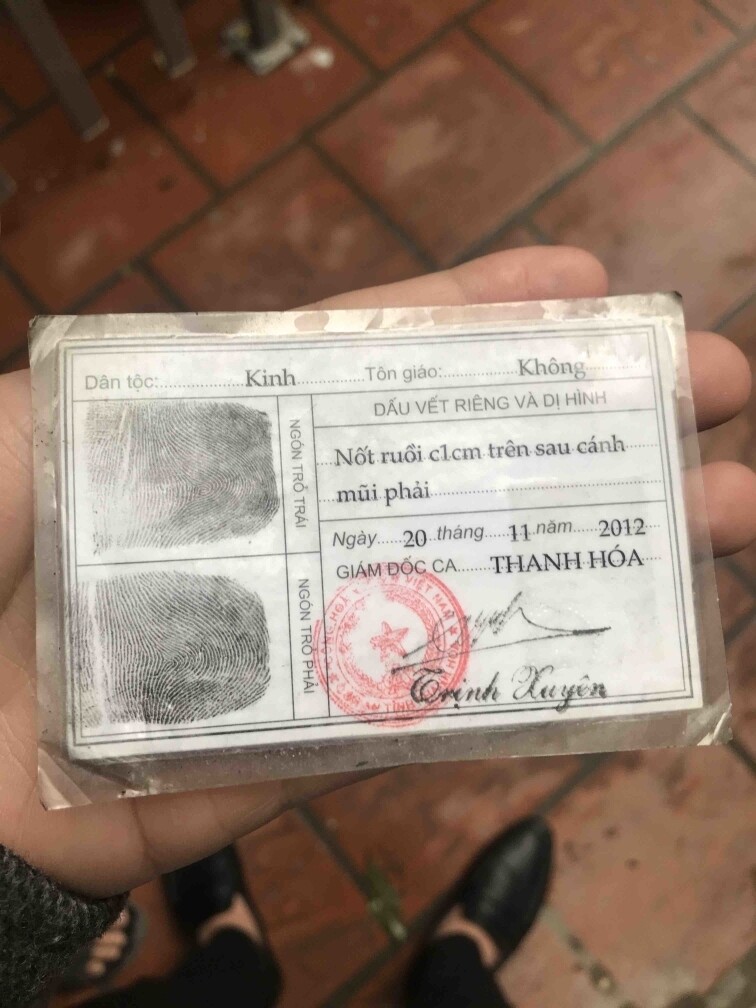 Dân tộc:..................Kinh..............Tôn giáo:...............Không
DẤU VẾT RIÊNG VÀ DỊ HÌNH
NGÓN TRỎ TRÁI
Nốt ruồi c1cm trên sau cánh
mũi phải
Ngày.....20..tháng.....11.năm.....2012
GIÁM ĐỐC CA......THANH HÓA
NGÓN TRỎ PHẢI
VIỆT NAM
Trịnh Xuyên